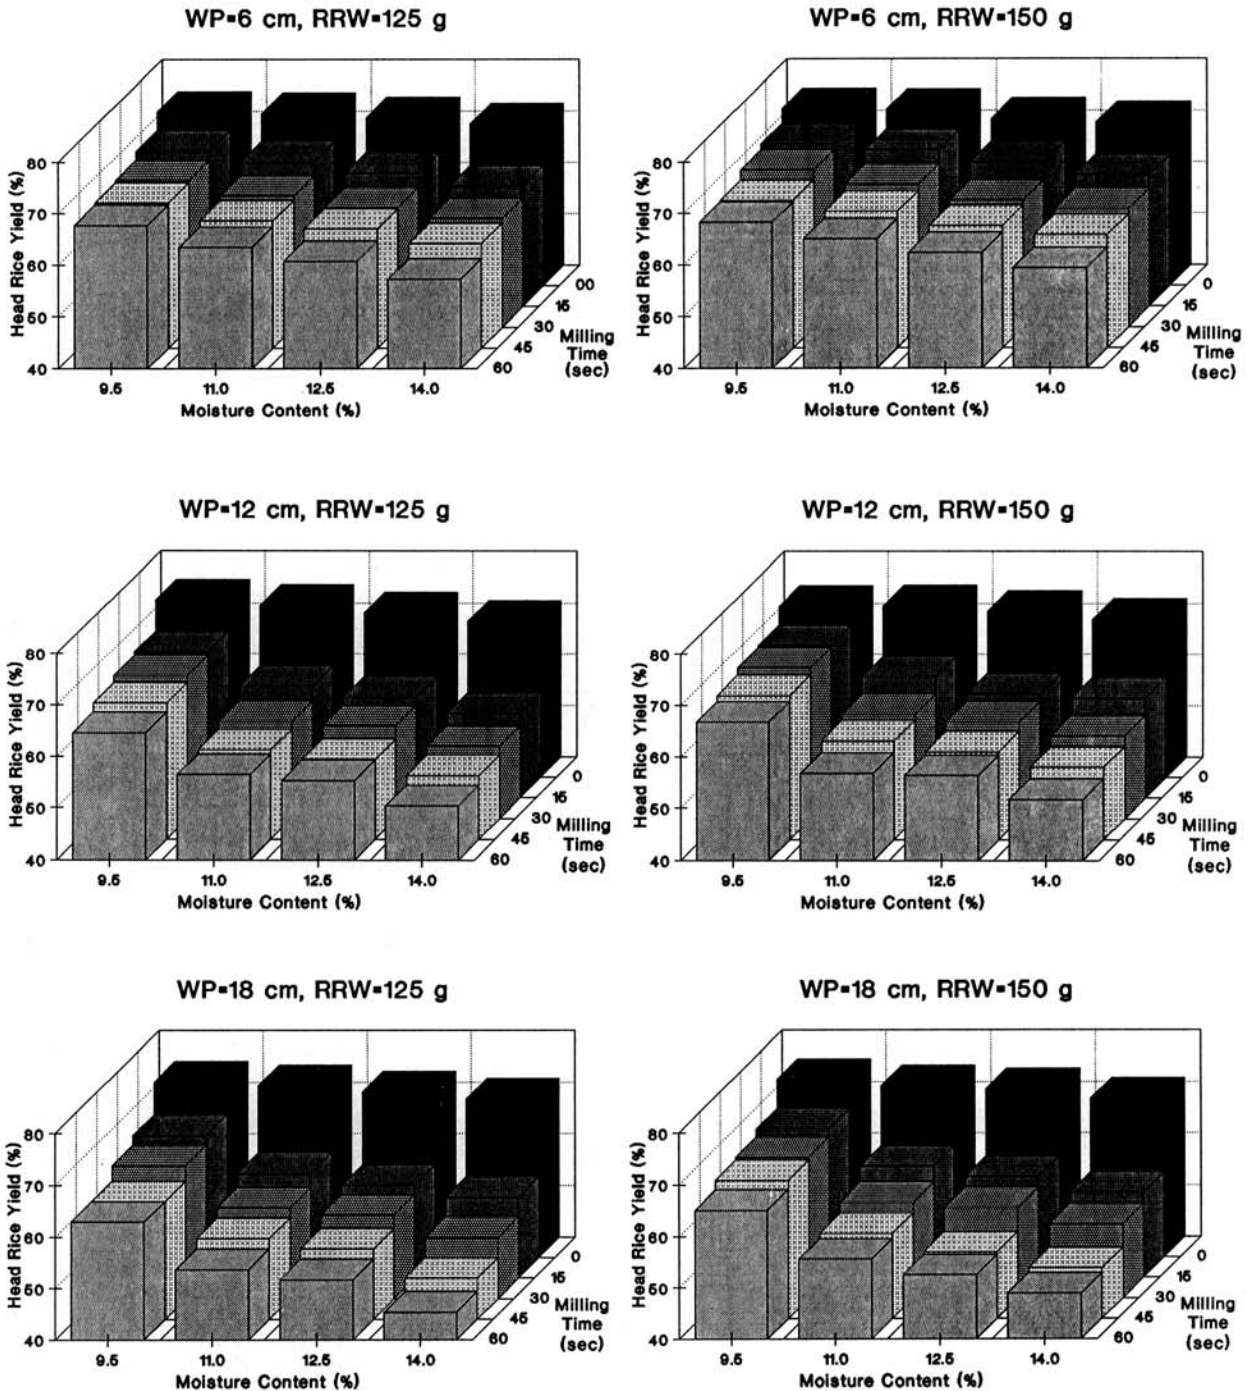 WP=6 cm, RRW=125 g
Head Rice Yield (%)
80
70
60
50
40
9.5
11.0
12.5
14.0
Moisture Content (%)
00
15
30
45
60
Milling
Time
(sec)
WP=6 cm, RRW=150 g
Head Rice Yield (%)
80
70
60
50
40
9.5
11.0
12.5
14.0
Moisture Content (%)
0
15
30
45
60
Milling
Time
(sec)
WP=12 cm, RRW=125 g
Head Rice Yield (%)
80
70
60
50
40
9.5
11.0
12.5
14.0
Moisture Content (%)
0
15
30
45
60
Milling
Time
(sec)
WP=12 cm, RRW=150 g
Head Rice Yield (%)
80
70
60
50
40
9.5
11.0
12.5
14.0
Moisture Content (%)
0
15
30
45
60
Milling
Time
(sec)
WP=18 cm, RRW=125 g
Head Rice Yield (%)
80
70
60
50
40
9.5
11.0
12.5
14.0
Moisture Content (%)
0
15
30
45
60
Milling
Time
(sec)
WP=18 cm, RRW=150 g
Head Rice Yield (%)
80
70
60
50
40
9.5
11.0
12.5
14.0
Moisture Content (%)
0
15
30
45
60
Milling
Time
(sec)